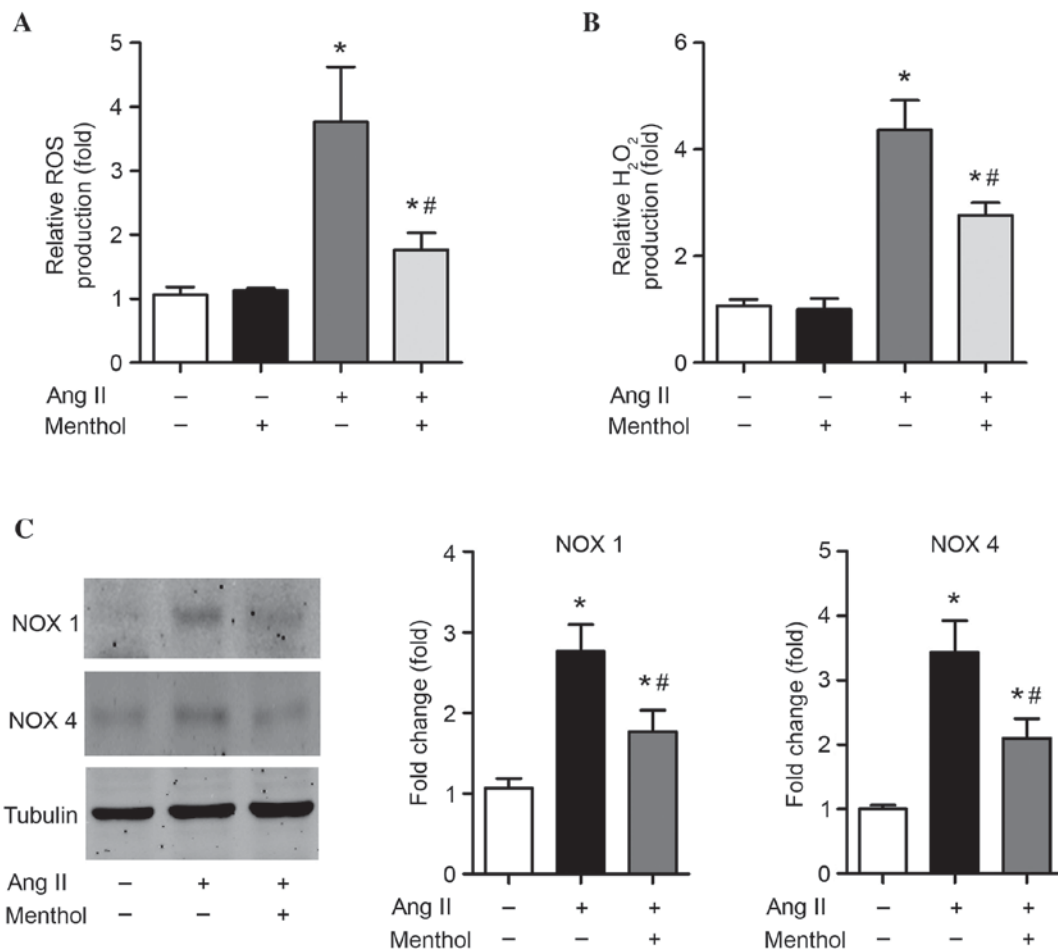 A
Relative ROS
production (fold)
5
4
3
2
1
0
*
*#
Ang II − − + +
Menthol − + − +
B
Relative H₂O₂
production (fold)
6
4
2
0
*
*#
Ang II − − + +
Menthol − + − +
C
NOX 1
NOX 4
Tubulin
Ang II − + +
Menthol − − +
NOX 1
Fold change (fold)
4
3
2
1
0
*
*#
Ang II − + +
Menthol − − +
NOX 4
Fold change (fold)
5
4
3
2
1
0
*
*#
Ang II − + +
Menthol − − +